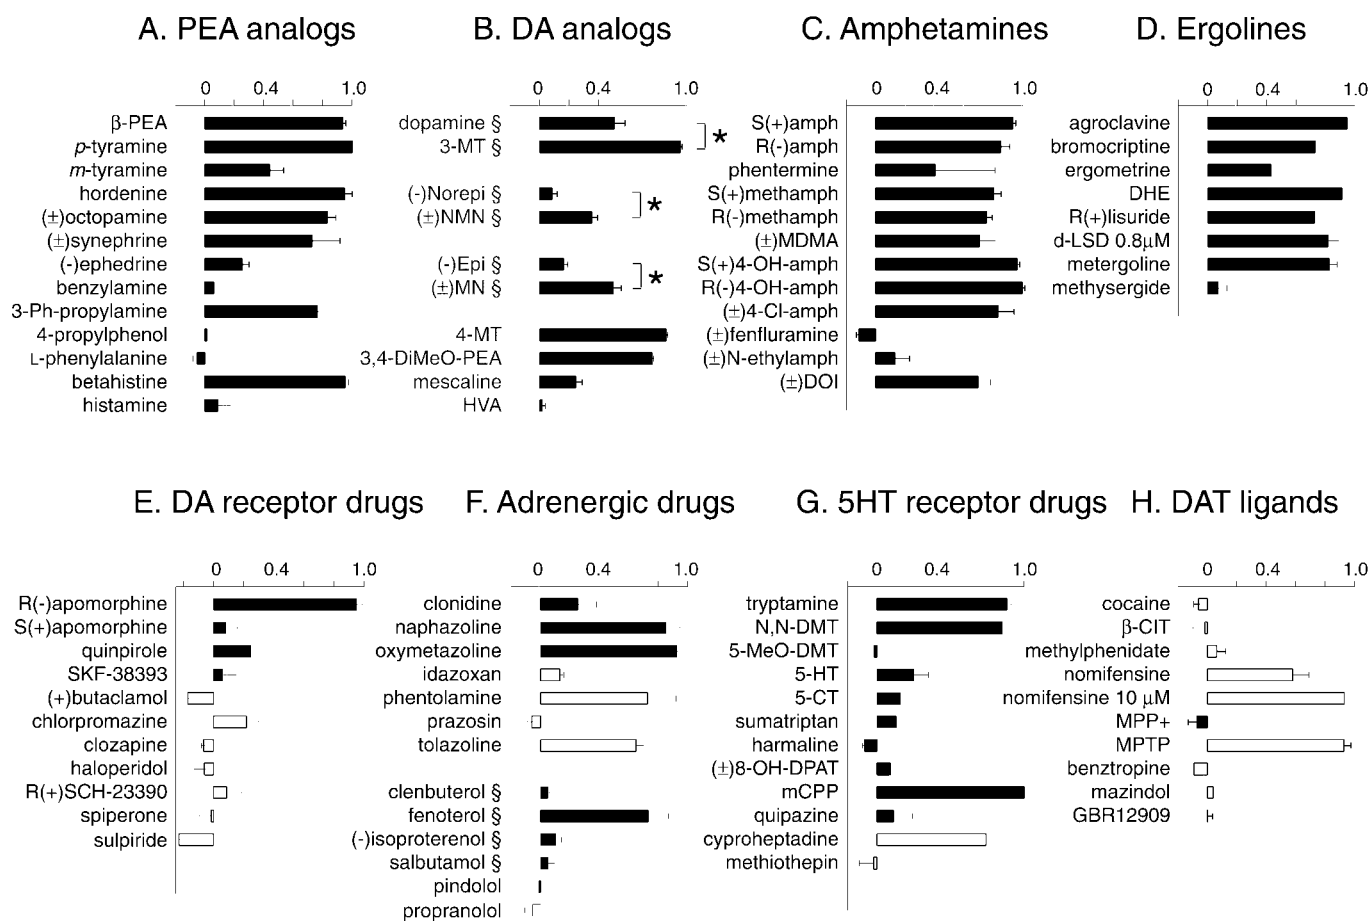 A. PEA analogs
0 0.4 1.0
β-PEA
p-tyramine
m-tyramine
hordenine
(±)octopamine
(±)synephrine
(-)ephedrine
benzylamine
3-Ph-propylamine
4-propylphenol
L-phenylalanine
betahistine
histamine
B. DA analogs
0 0.4 1.0
dopamine §
3-MT §
*
(-)Norepi §
(±)NMN §
*
(-)Epi §
(±)MN §
*
4-MT
3,4-DiMeO-PEA
mescaline
HVA
C. Amphetamines
0 0.4 1.0
S(+)amph
R(-)amph
phentermine
S(+)methamph
R(-)methamph
(±)MDMA
S(+)4-OH-amph
R(-)4-OH-amph
(±)4-Cl-amph
(±)fenfluramine
(±)N-ethylamph
(±)DOI
D. Ergolines
0 0.4 1.0
agroclavine
bromocriptine
ergometrine
DHE
R(+)lisuride
d-LSD 0.8μM
metergoline
methysergide
E. DA receptor drugs
0 0.4 1.0
R(-)apomorphine
S(+)apomorphine
quinpirole
SKF-38393
(+)butaclamol
chlorpromazine
clozapine
haloperidol
R(+)SCH-23390
spiperone
sulpiride
F. Adrenergic drugs
0 0.4 1.0
clonidine
naphazoline
oxymetazoline
idazoxan
phentolamine
prazosin
tolazoline
clenbuterol §
fenoterol §
(-)isoproterenol §
salbutamol §
pindolol
propranolol
G. 5HT receptor drugs
0 0.4 1.0
tryptamine
N,N-DMT
5-MeO-DMT
5-HT
5-CT
sumatriptan
harmaline
(±)8-OH-DPAT
mCPP
quipazine
cyproheptadine
methiothepin
H. DAT ligands
0 0.4 1.0
cocaine
β-CIT
methylphenidate
nomifensine
nomifensine 10 μM
MPP+
MPTP
benztropine
mazindol
GBR12909